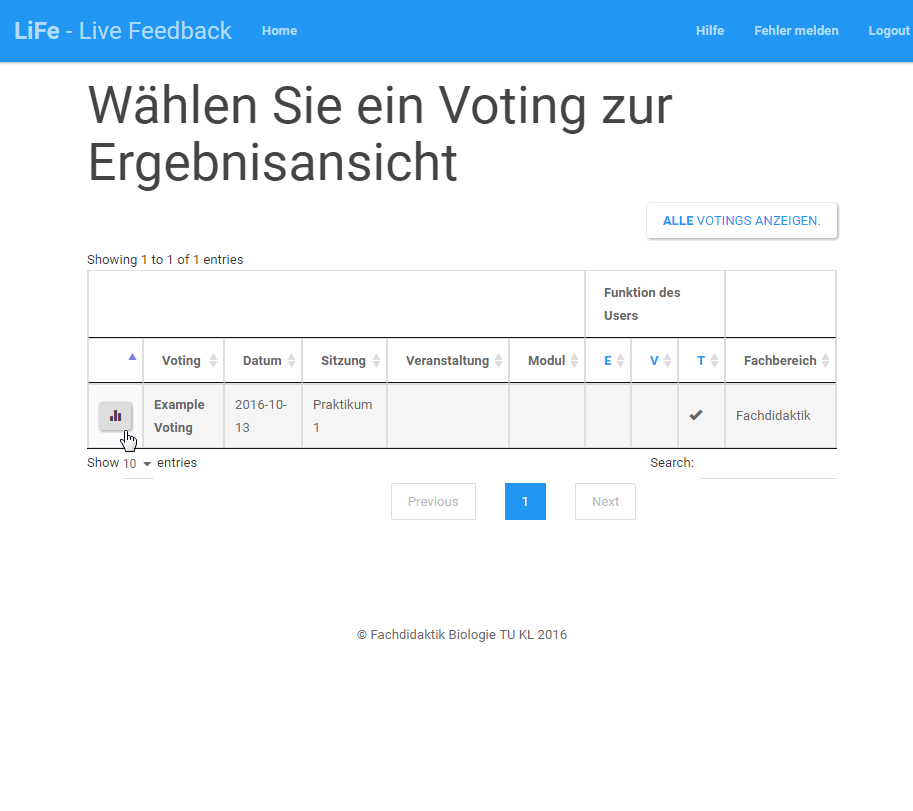 LiFe - Live Feedback Home Hilfe Fehler melden Logout
Wählen Sie ein Voting zur
Ergebnisansicht
ALLE VOTINGS ANZEIGEN.
Showing 1 to 1 of 1 entries
Funktion des
Users
Voting Datum Sitzung Veranstaltung Modul E V T Fachbereich
Example 2016-10- Praktikum
Voting 13 1 Fachdidaktik
Show 10 entries Search:
Previous 1 Next
© Fachdidaktik Biologie TU KL 2016